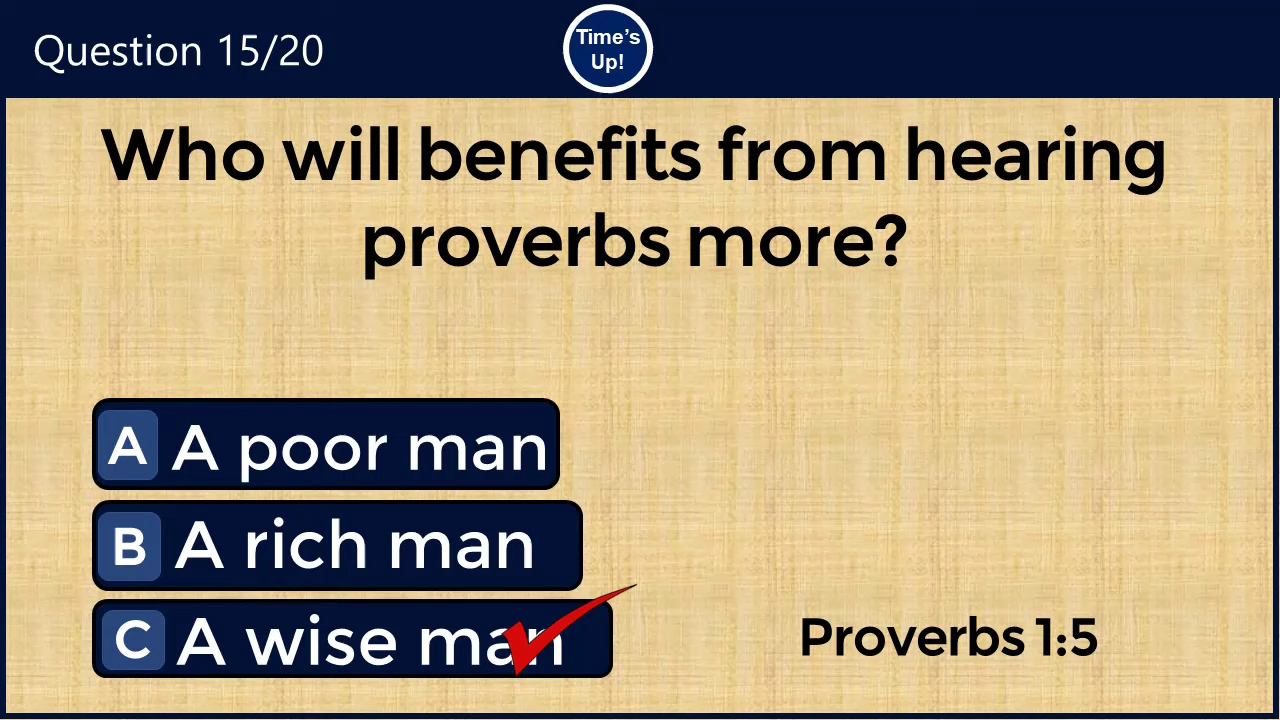 Question 15/20
Time's
Up!
Who will benefits from hearing
proverbs more?
A A poor man
B A rich man
C A wise man
Proverbs 1:5